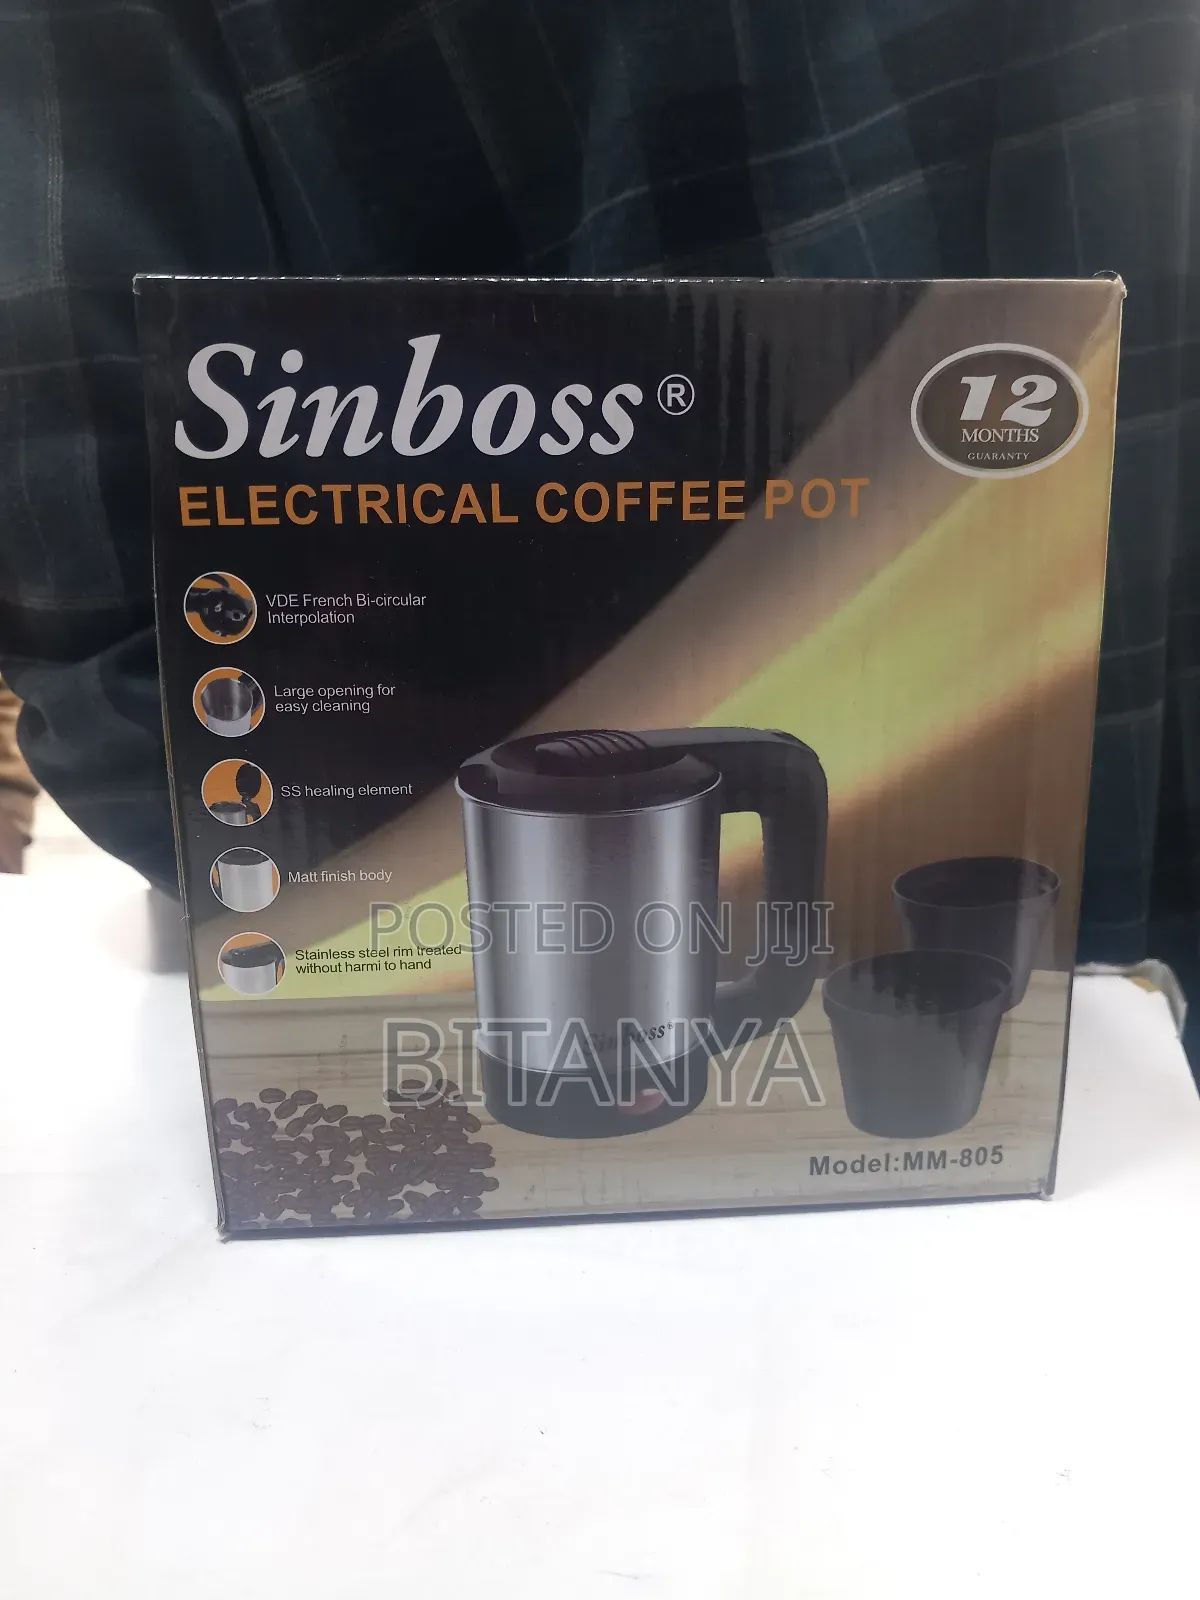 Sinboss®
12
MONTHS
GUARANTY
ELECTRICAL COFFEE POT
VDE French Bi-circular
Interpolation
Large opening for
easy cleaning
SS healing element
Matt finish body
Stainless steel rim treated
without harmi to hand
POSTED ON JIJI
Sinboss®
BITANYA
Model:MM-805